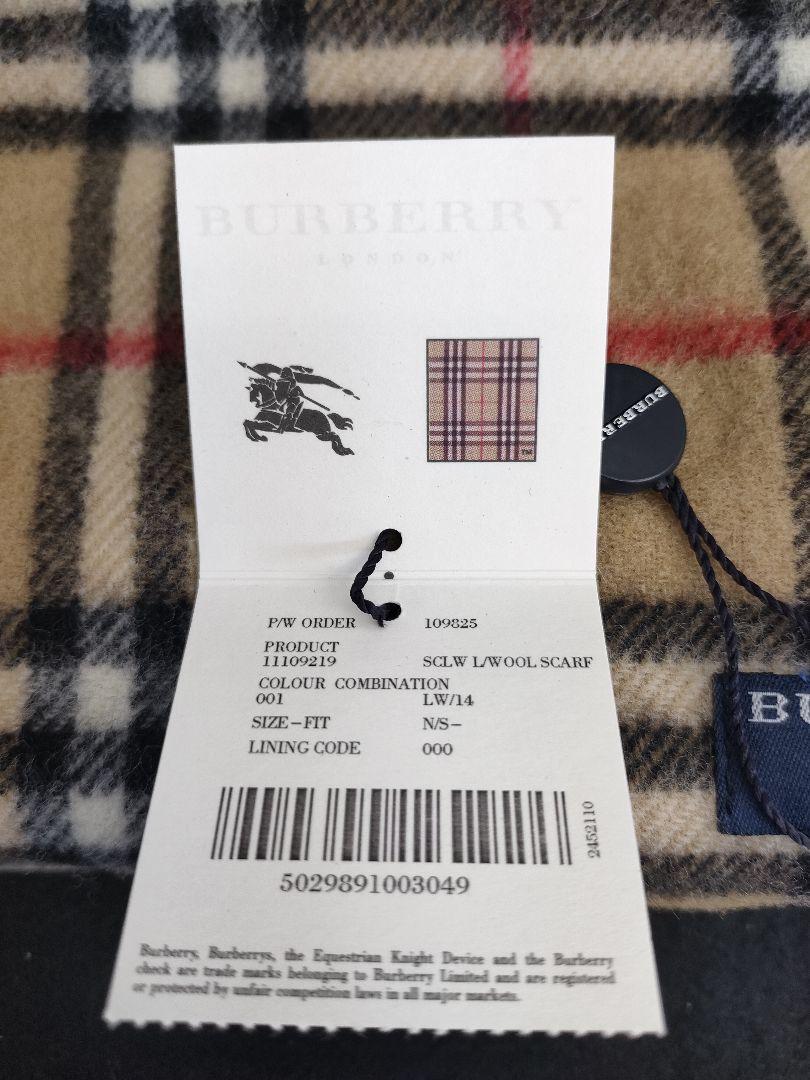 BURBERRY
LONDON
TM
BURBERR
P/W ORDER 109825
PRODUCT
11109219 SCLW L/WOOL SCARF
COLOUR COMBINATION
001 LW/14
SIZE-FIT N/S-
LINING CODE 000
2452110
5029891003049
Burberry, Burberrys, the Equestrian Knight Device and the Burberry
check are trade marks belonging to Burberry Limited and are registered
or protected by unfair competition laws in all major markets.
BU